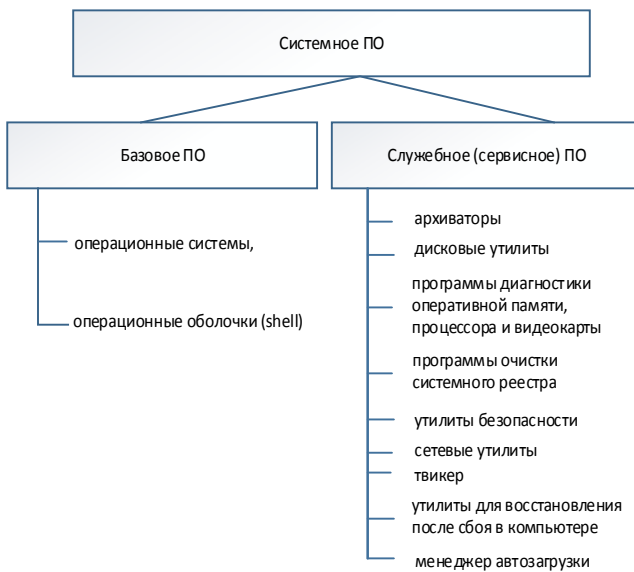 Системное ПО
Базовое ПО
Служебное (сервисное) ПО
операционные системы,
операционные оболочки (shell)
архиваторы
дисковые утилиты
программы диагностики
оперативной памяти,
процессора и видеокарты
программы очистки
системного реестра
утилиты безопасности
сетевые утилиты
твикер
утилиты для восстановления
после сбоя в компьютере
менеджер автозагрузки